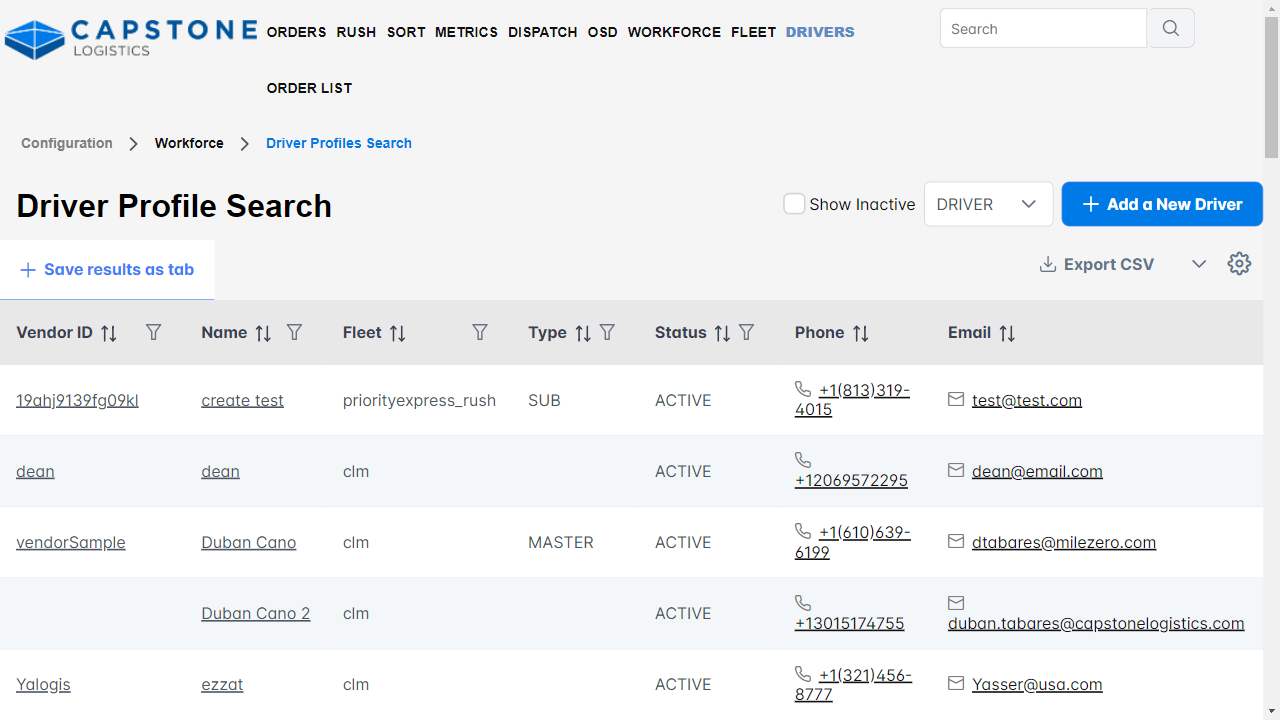 CAPSTONE
LOGISTICS
ORDERS RUSH SORT METRICS DISPATCH OSD WORKFORCE FLEET DRIVERS
Search
ORDER LIST
Configuration Workforce Driver Profiles Search
Driver Profile Search
Show Inactive DRIVER Add a New Driver
Save results as tab
Export CSV
Vendor ID Name Fleet Type Status Phone Email
19ahj9139fg09kl create test priorityexpress_rush SUB ACTIVE +1(813)319-
4015
test@test.com
dean dean clm ACTIVE
+12069572295
dean@email.com
vendorSample Duban Cano clm MASTER ACTIVE +1(610)639-
6199
dtabares@milezero.com
Duban Cano 2 clm ACTIVE
+13015174755
duban.tabares@capstonelogistics.com
Yalogis ezzat clm ACTIVE +1(321)456-
8777
Yasser@usa.com